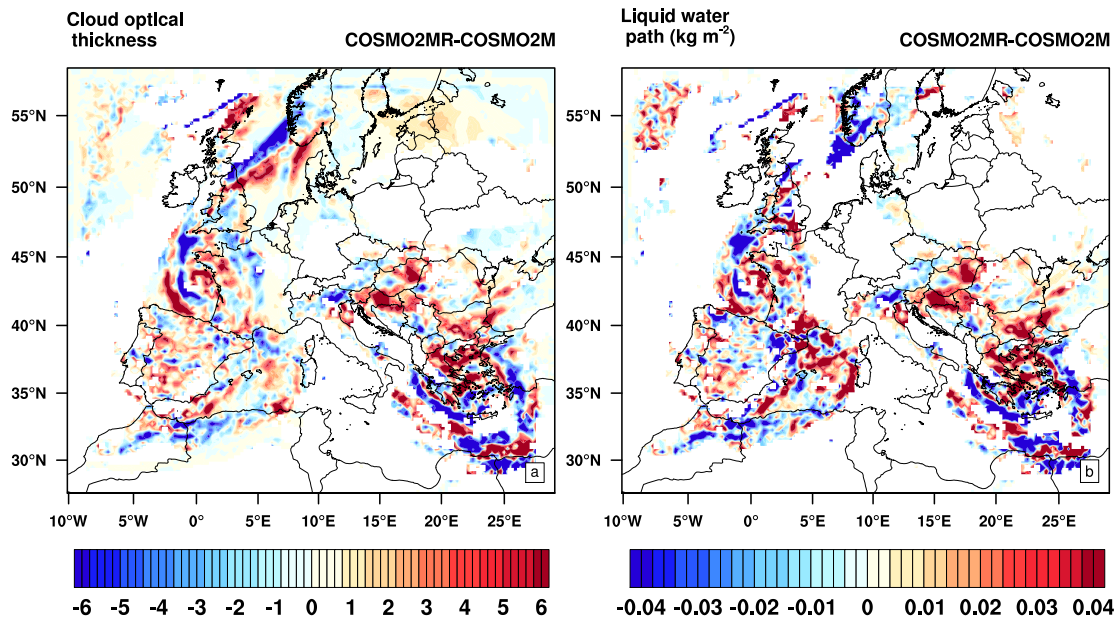 Cloud optical
thickness
COSMO2MR-COSMO2M
55°N
50°N
45°N
40°N
35°N
30°N
a
10°W 5°W 0° 5°E 10°E 15°E 20°E 25°E
-6 -5 -4 -3 -2 -1 0 1 2 3 4 5 6
Liquid water
path (kg m⁻²)
COSMO2MR-COSMO2M
55°N
50°N
45°N
40°N
35°N
30°N
b
10°W 5°W 0° 5°E 10°E 15°E 20°E 25°E
-0.04 -0.03 -0.02 -0.01 0 0.01 0.02 0.03 0.04